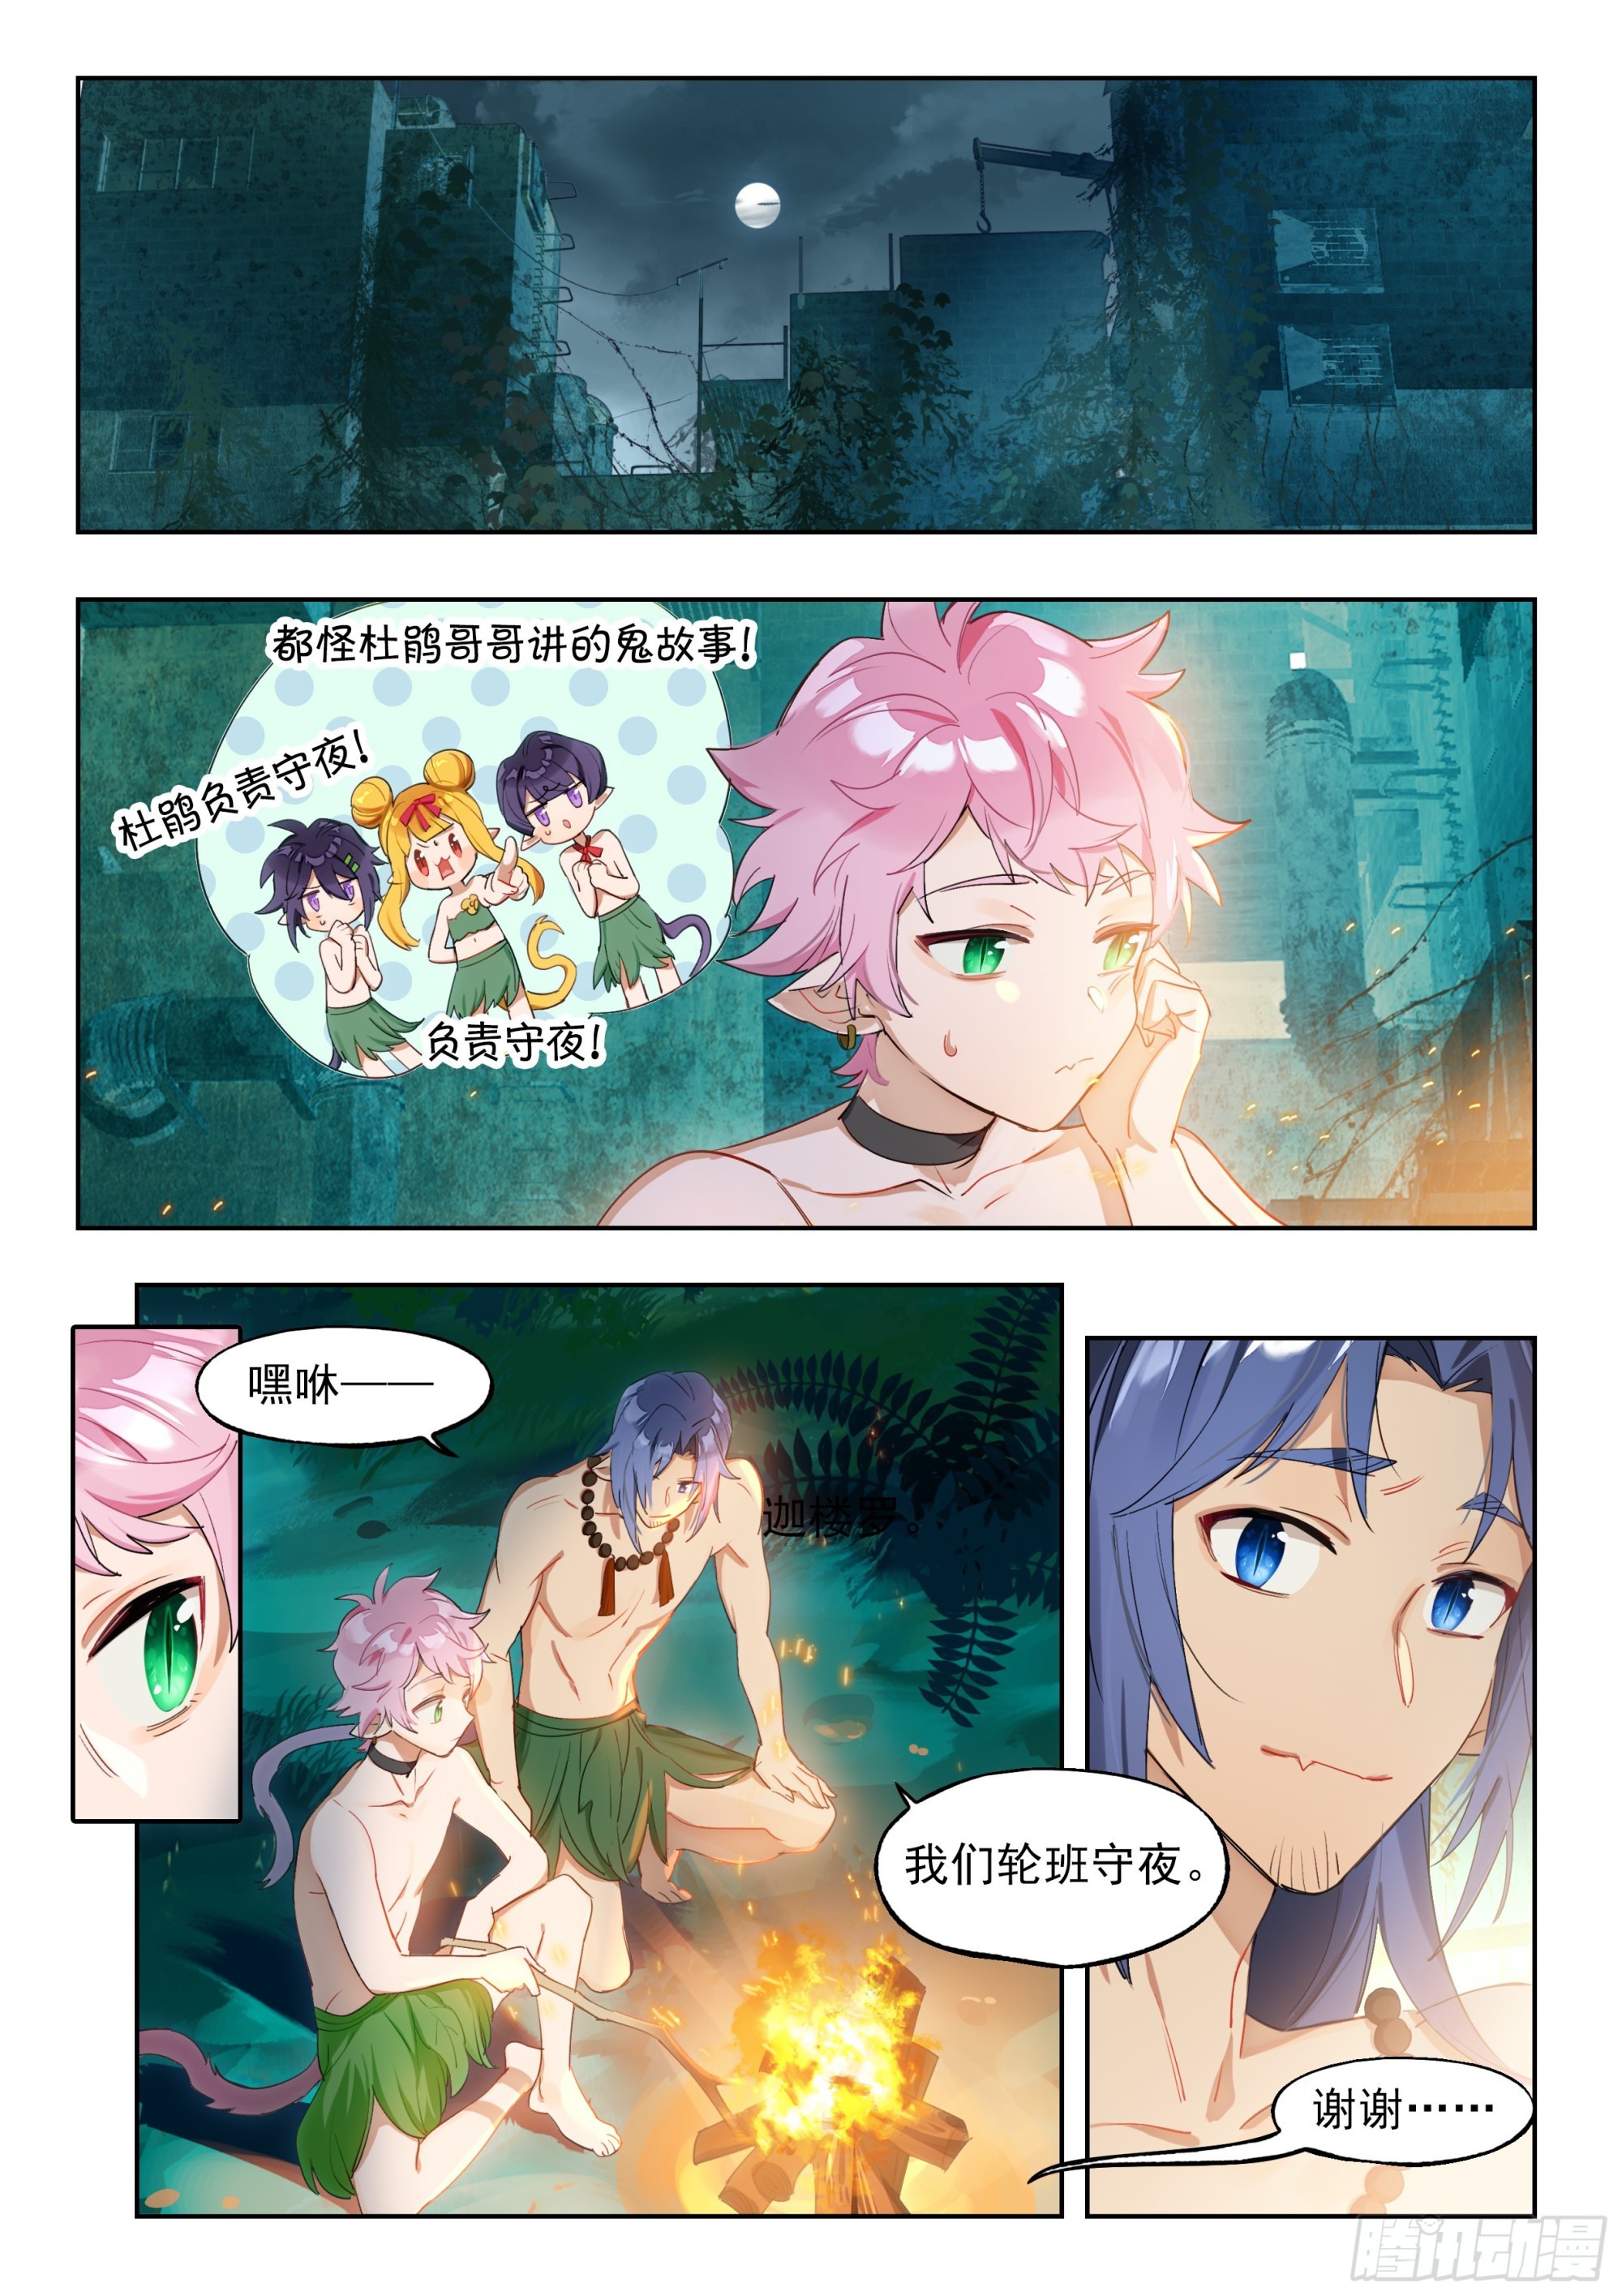 都怪杜鹃哥哥讲的鬼故事!
杜鹃负责守夜!
负责守夜!
嘿咻——
迦楼罗。
我们轮班守夜。
谢谢……
腾讯动漫